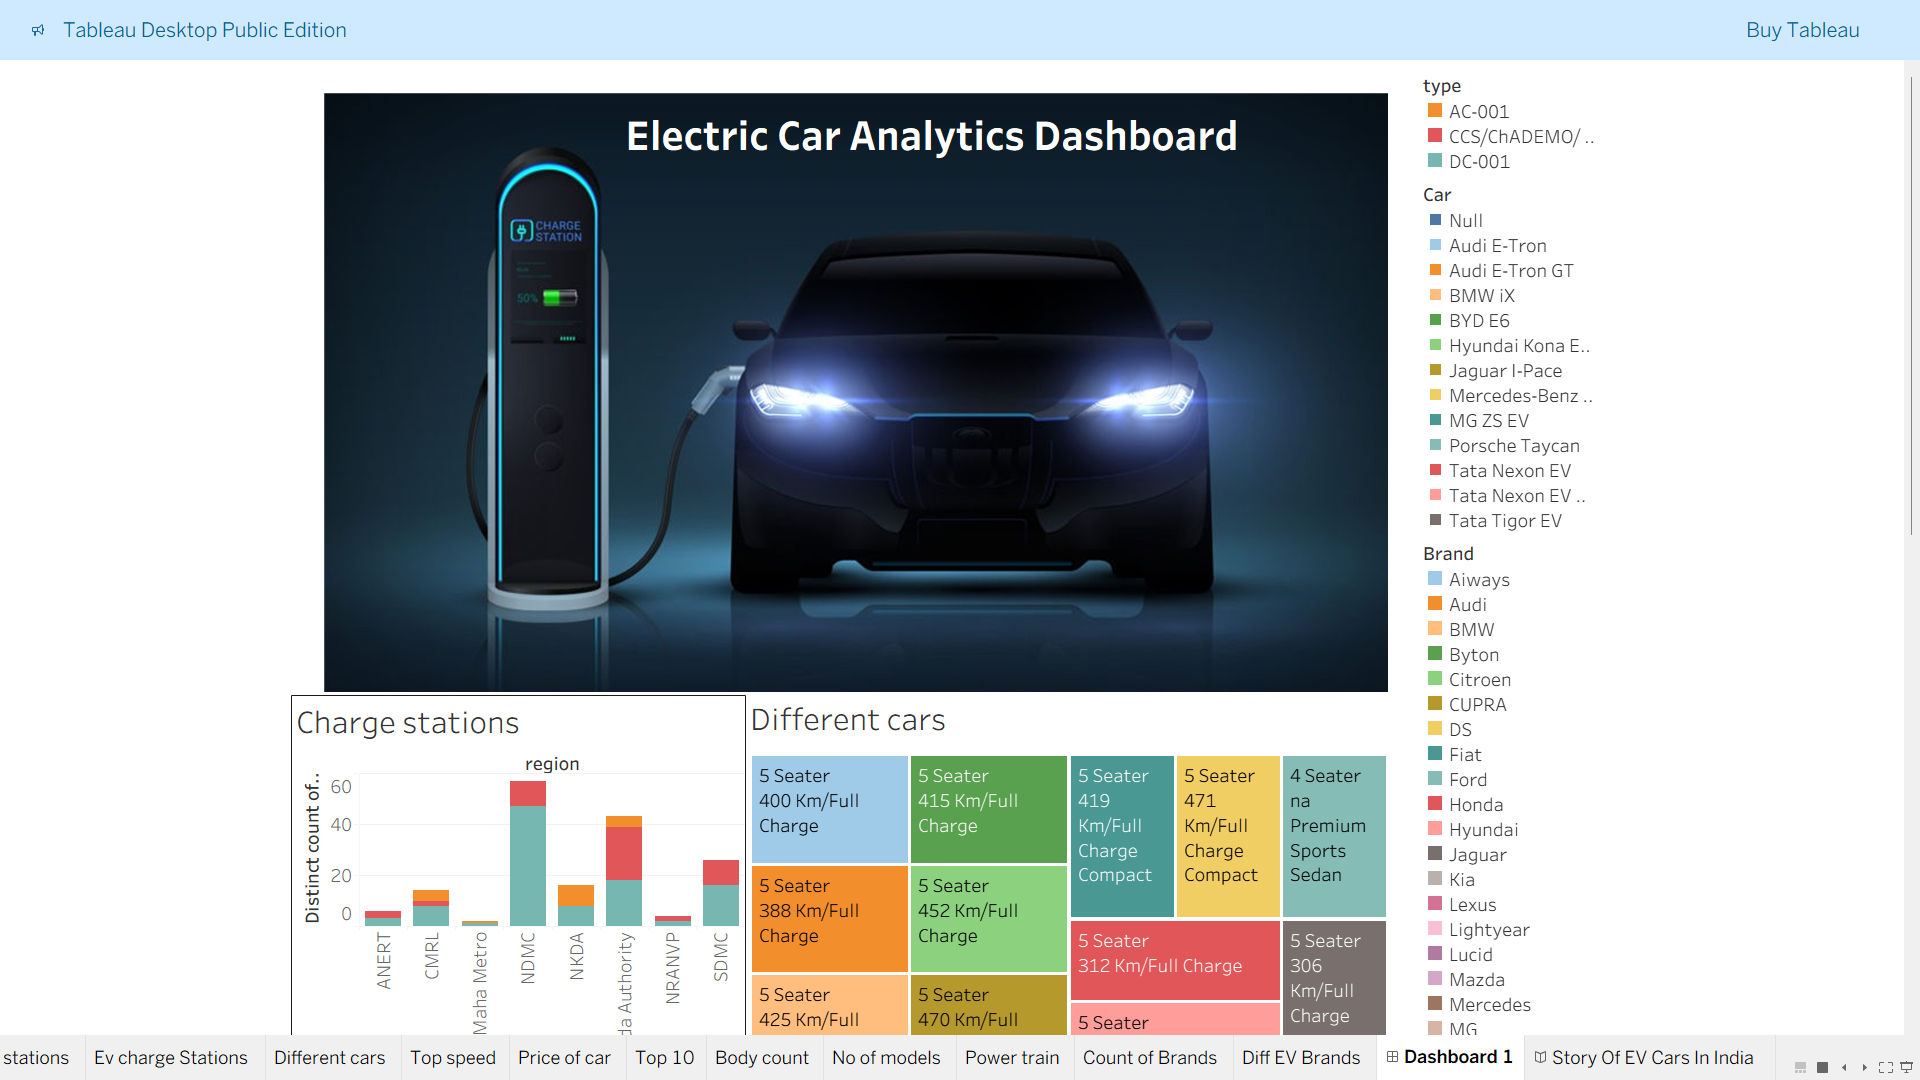 Tableau Desktop Public Edition
Buy Tableau
Electric Car Analytics Dashboard
CHARGE
STATION
50%
type
AC-001
CCS/ChADEMO/ ..
DC-001
Car
Null
Audi E-Tron
Audi E-Tron GT
BMW iX
BYD E6
Hyundai Kona E..
Jaguar I-Pace
Mercedes-Benz ..
MG ZS EV
Porsche Taycan
Tata Nexon EV
Tata Nexon EV ..
Tata Tigor EV
Brand
Aiways
Audi
BMW
Byton
Citroen
CUPRA
DS
Fiat
Ford
Honda
Hyundai
Jaguar
Kia
Lexus
Lightyear
Lucid
Mazda
Mercedes
MG
Charge stations
region
Distinct count of..
60
40
20
0
ANERT
CMRL
Maha Metro
NDMC
NKDA
da Authority
NRANVP
SDMC
Different cars
5 Seater
400 Km/Full
Charge
5 Seater
388 Km/Full
Charge
5 Seater
425 Km/Full
5 Seater
415 Km/Full
Charge
5 Seater
452 Km/Full
Charge
5 Seater
470 Km/Full
5 Seater
419
Km/Full
Charge
Compact
5 Seater
471
Km/Full
Charge
Compact
4 Seater
na
Premium
Sports
Sedan
5 Seater
312 Km/Full Charge
5 Seater
5 Seater
306
Km/Full
Charge
stations
Ev charge Stations
Different cars
Top speed
Price of car
Top 10
Body count
No of models
Power train
Count of Brands
Diff EV Brands
Dashboard 1
Story Of EV Cars In India